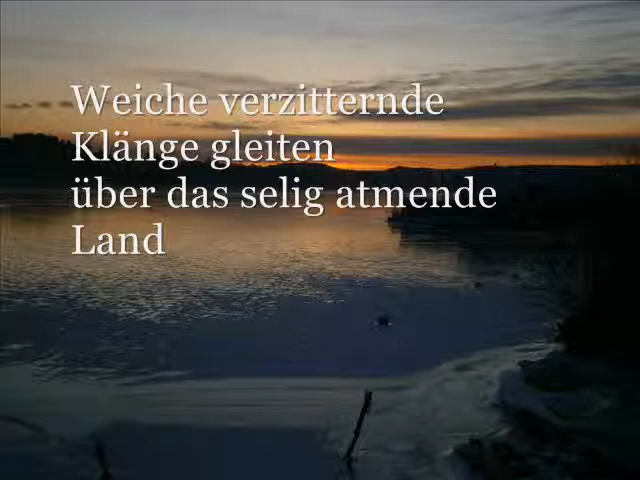 Weiche verzitternde
Klänge gleiten
über das selig atmende
Land